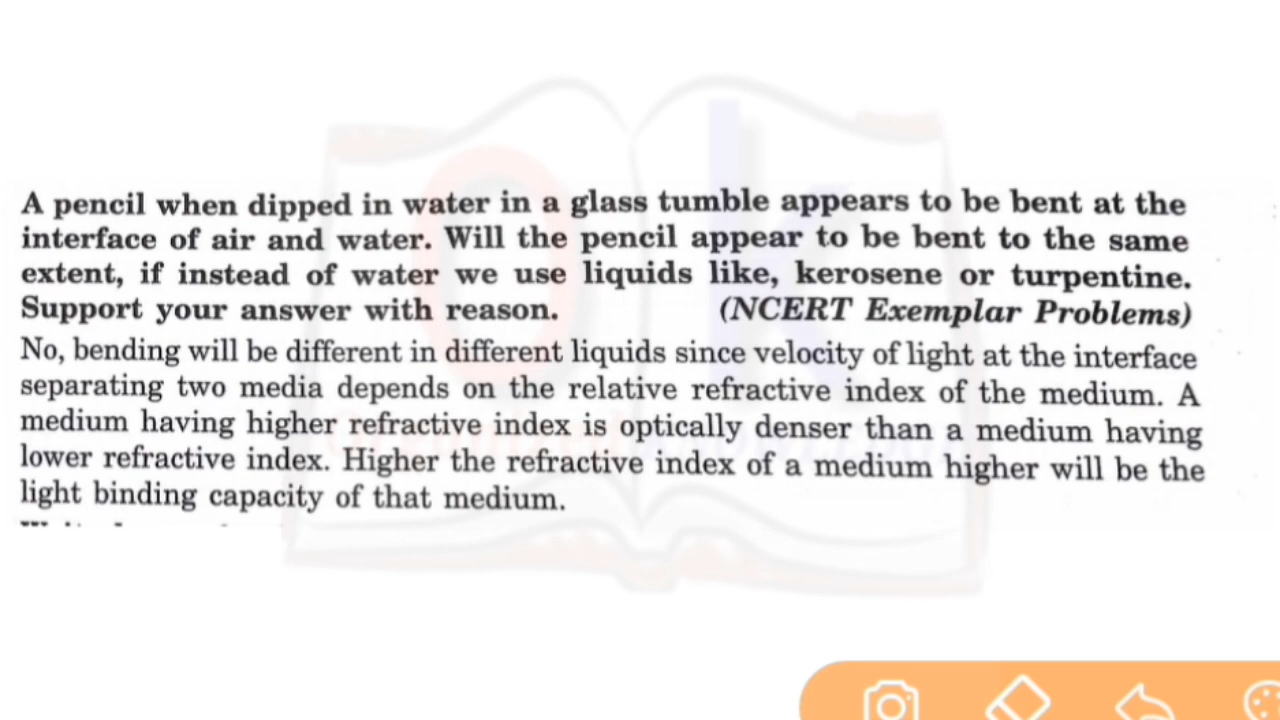 A pencil when dipped in water in a glass tumble appears to be bent at the
interface of air and water. Will the pencil appear to be bent to the same
extent, if instead of water we use liquids like, kerosene or turpentine.
Support your answer with reason. (NCERT Exemplar Problems)
No, bending will be different in different liquids since velocity of light at the interface
separating two media depends on the relative refractive index of the medium. A
medium having higher refractive index is optically denser than a medium having
lower refractive index. Higher the refractive index of a medium higher will be the
light binding capacity of that medium.